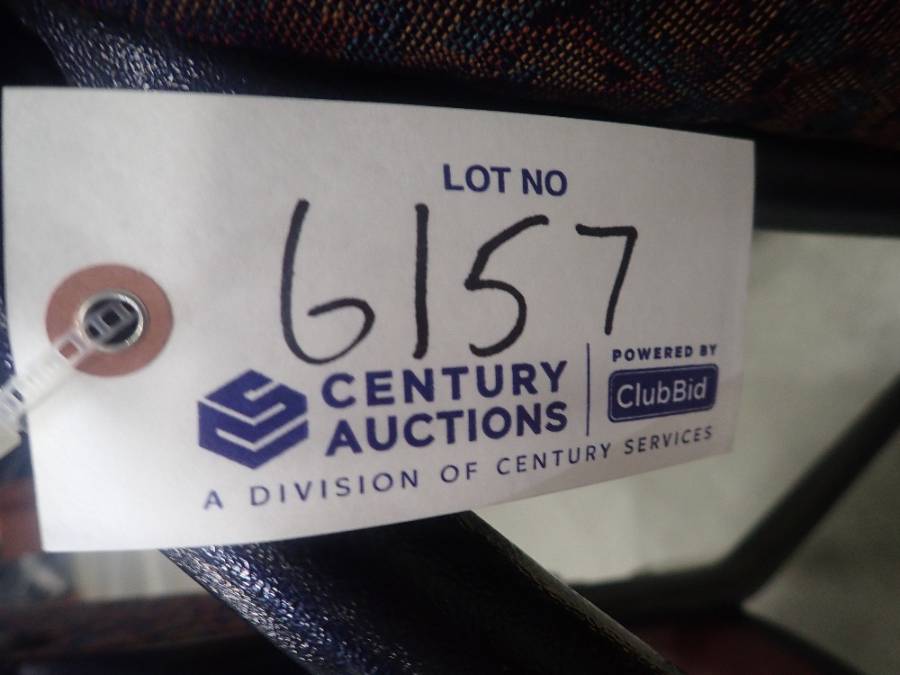 LOT NO
6157
CENTURY
AUCTIONS
POWERED BY
ClubBid
A DIVISION OF CENTURY SERVICES